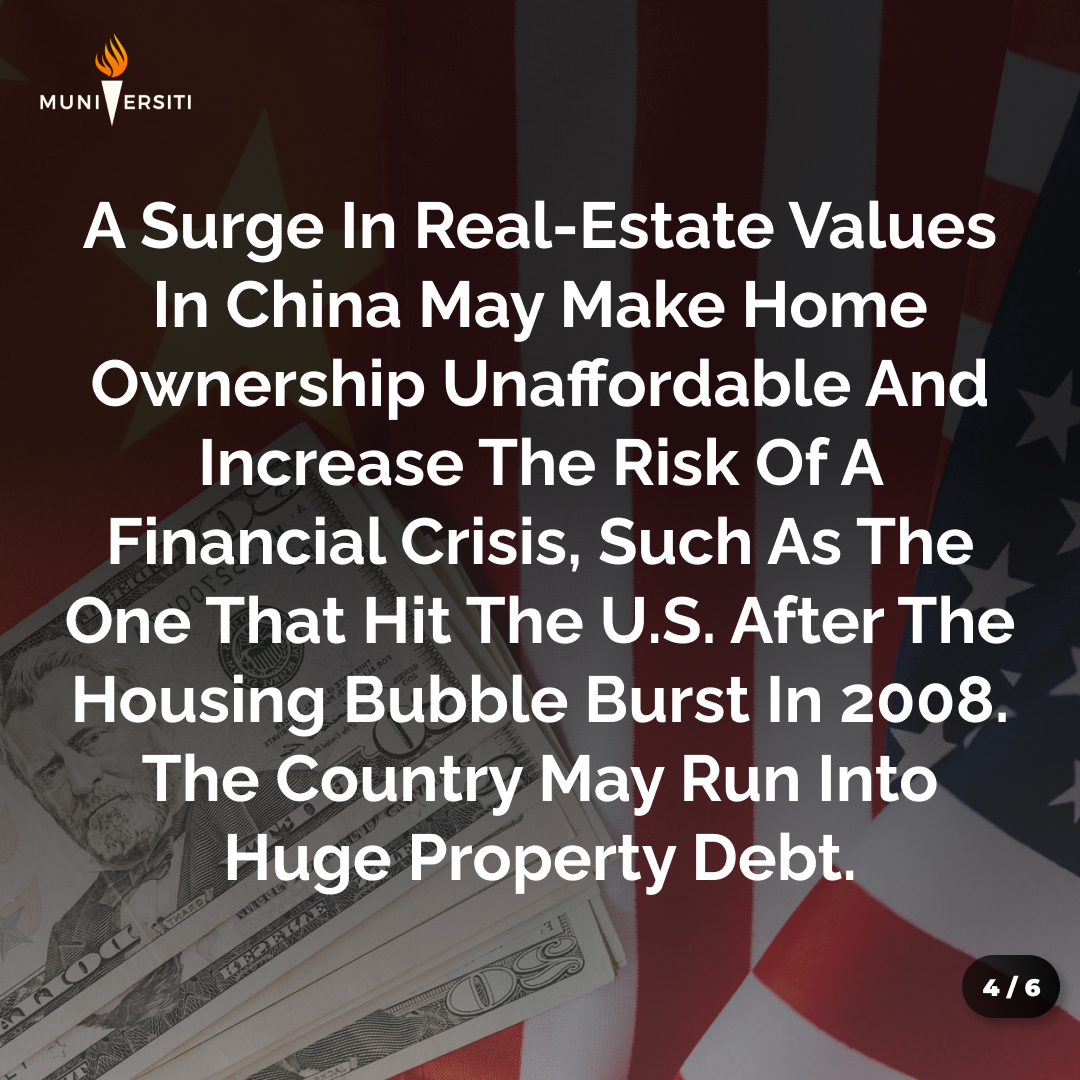 MUNIVERSITI
A Surge In Real-Estate Values
In China May Make Home
Ownership Unaffordable And
Increase The Risk Of A
Financial Crisis, Such As The
One That Hit The U.S. After The
Housing Bubble Burst In 2008.
The Country May Run Into
Huge Property Debt.
4 / 6